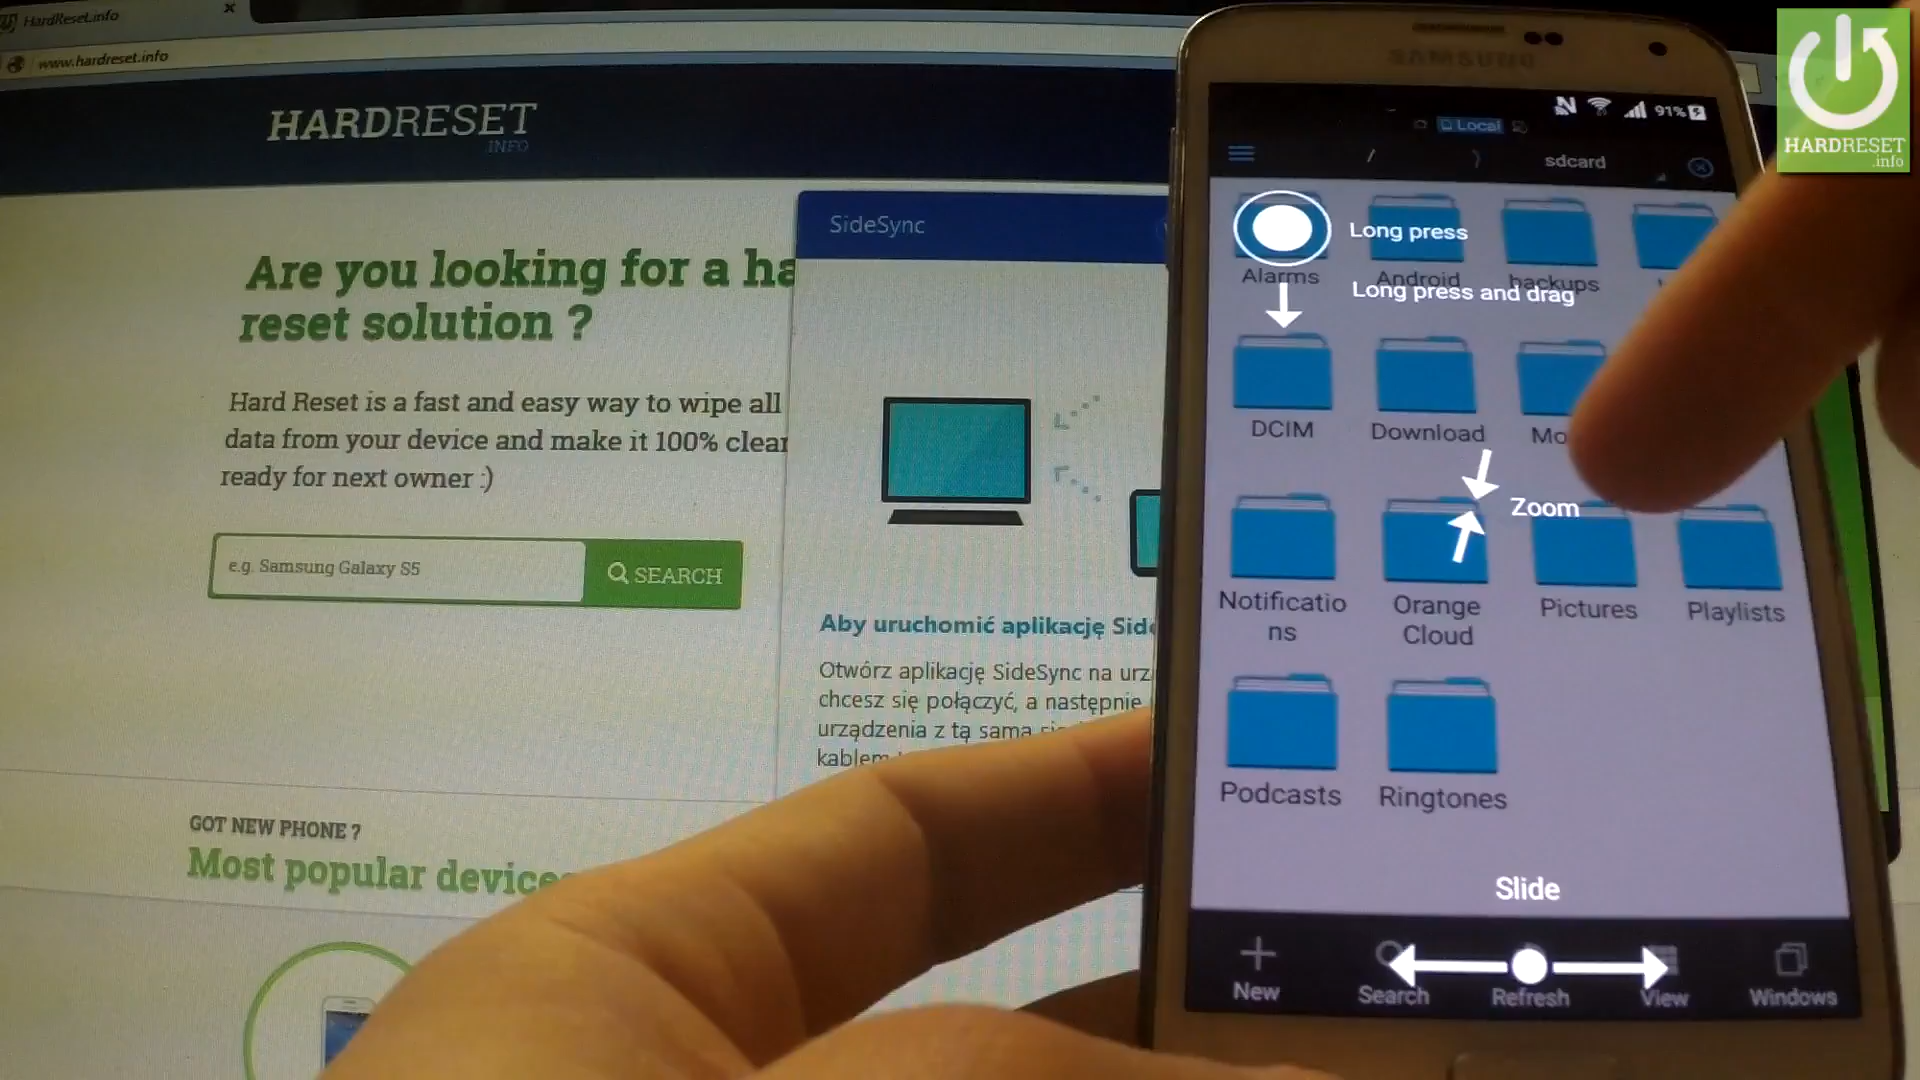 HardReset.info
www.hardreset.info
HARDRESET
.INFO
Are you looking for a ha
reset solution ?
Hard Reset is a fast and easy way to wipe all
data from your device and make it 100% clear
ready for next owner :)
e.g. Samsung Galaxy S5
SEARCH
GOT NEW PHONE ?
Most popular device
SideSync
Aby uruchomić aplikację Side
Otwórz aplikację SideSync na urz
chcesz się połączyć, a następnie
urządzenia z tą samą
kablem
SAMSUNG
91%
Local
/ sdcard
Long press
Alarms Android backups
Long press and drag
DCIM Download Mo
Zoom
Notificatio
ns
Orange
Cloud
Pictures
Playlists
Podcasts Ringtones
Slide
New Search Refresh View Windows
HARDRESET
.info